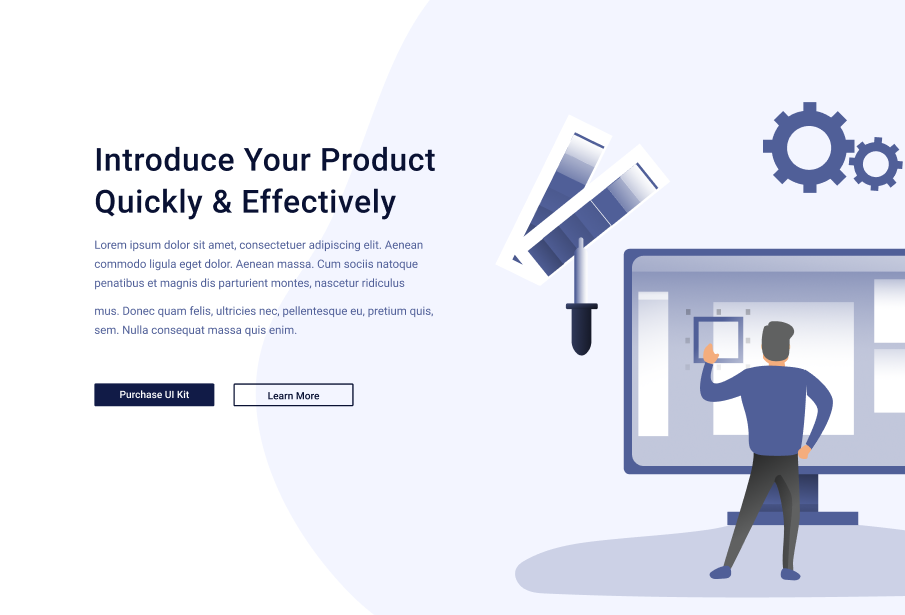 Introduce Your Product
Quickly & Effectively
Lorem ipsum dolor sit amet, consectetuer adipiscing elit. Aenean
commodo ligula eget dolor. Aenean massa. Cum sociis natoque
penatibus et magnis dis parturient montes, nascetur ridiculus
mus. Donec quam felis, ultricies nec, pellentesque eu, pretium quis,
sem. Nulla consequat massa quis enim.
Purchase UI Kit
Learn More